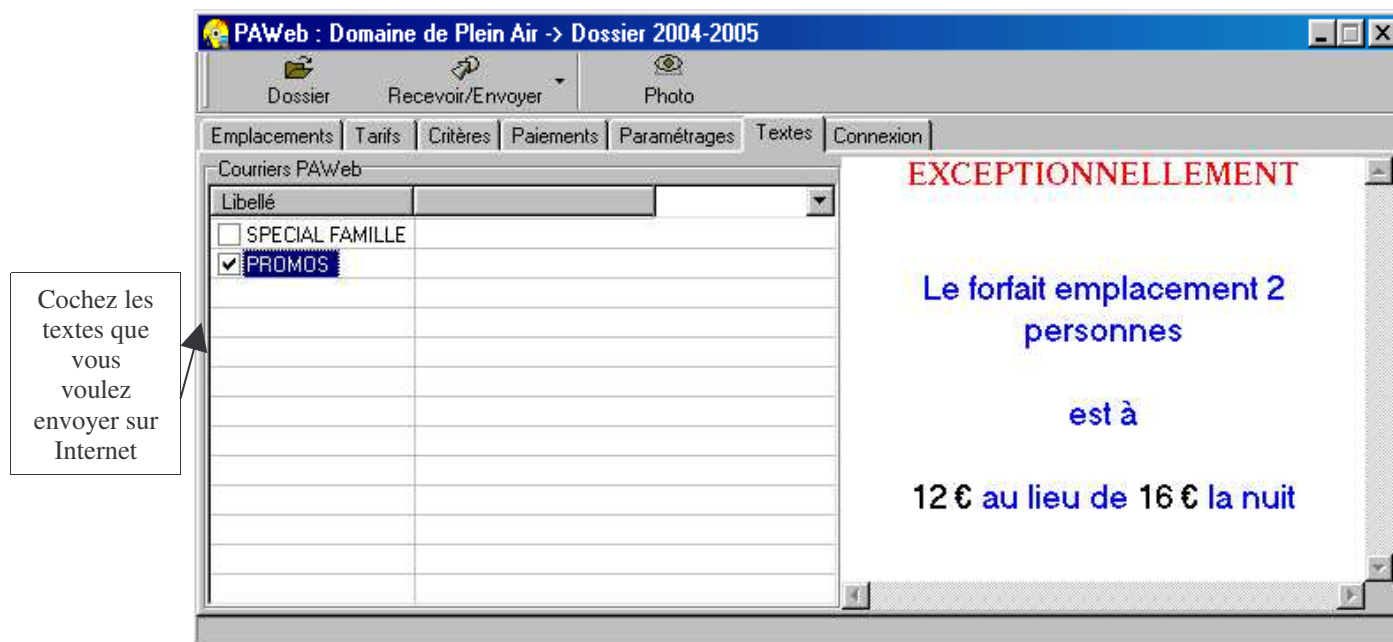 PAWeb : Domaine de Plein Air -> Dossier 2004-2005
Dossier
Recevoir/Envoyer
Photo
Emplacements
Tarifs
Critères
Paiements
Paramétrages
Textes
Connexion
Courriers PAWeb
Libellé
SPECIAL FAMILLE
PROMOS
Cochez les
textes que
vous
voulez
envoyer sur
Internet
EXCEPTIONNELLEMENT
Le forfait emplacement 2
personnes
est à
12 € au lieu de 16 € la nuit